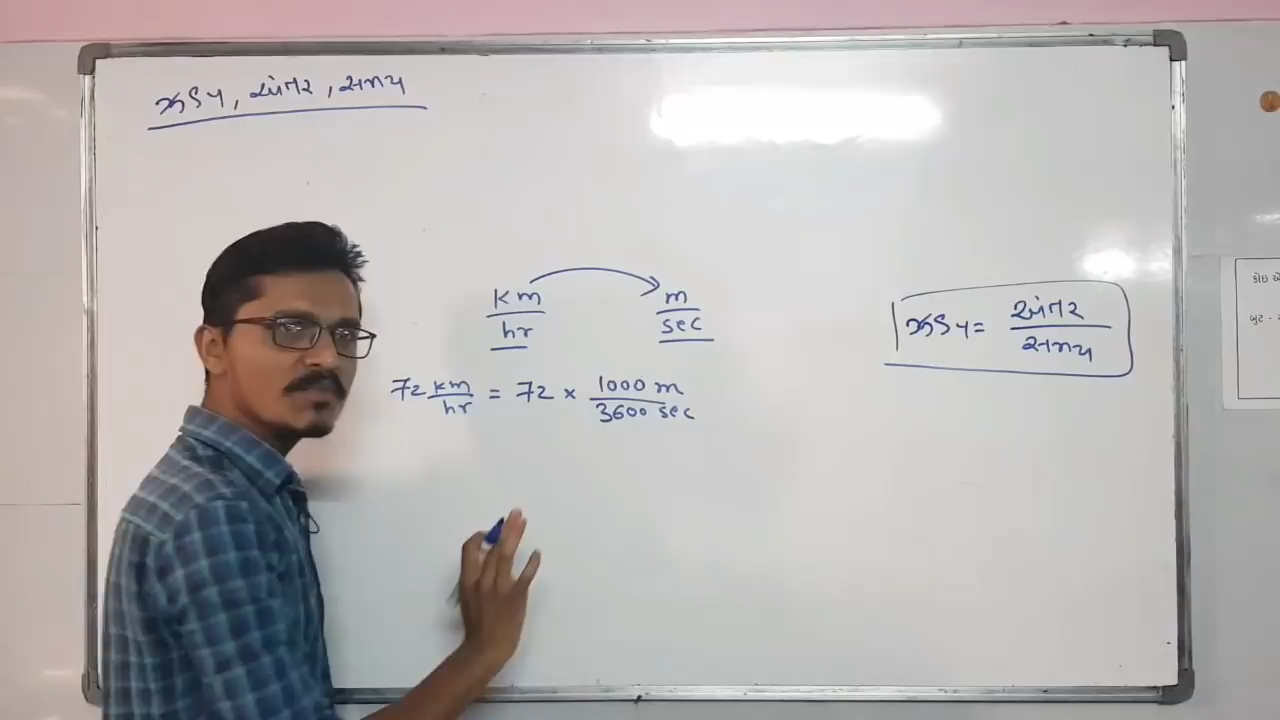 ઝડપ, અંતર, સમય
km/hr → m/sec
72 km/hr = 72 × 1000 m/3600 sec
ઝડપ = અંતર/સમય
કોઇ એ